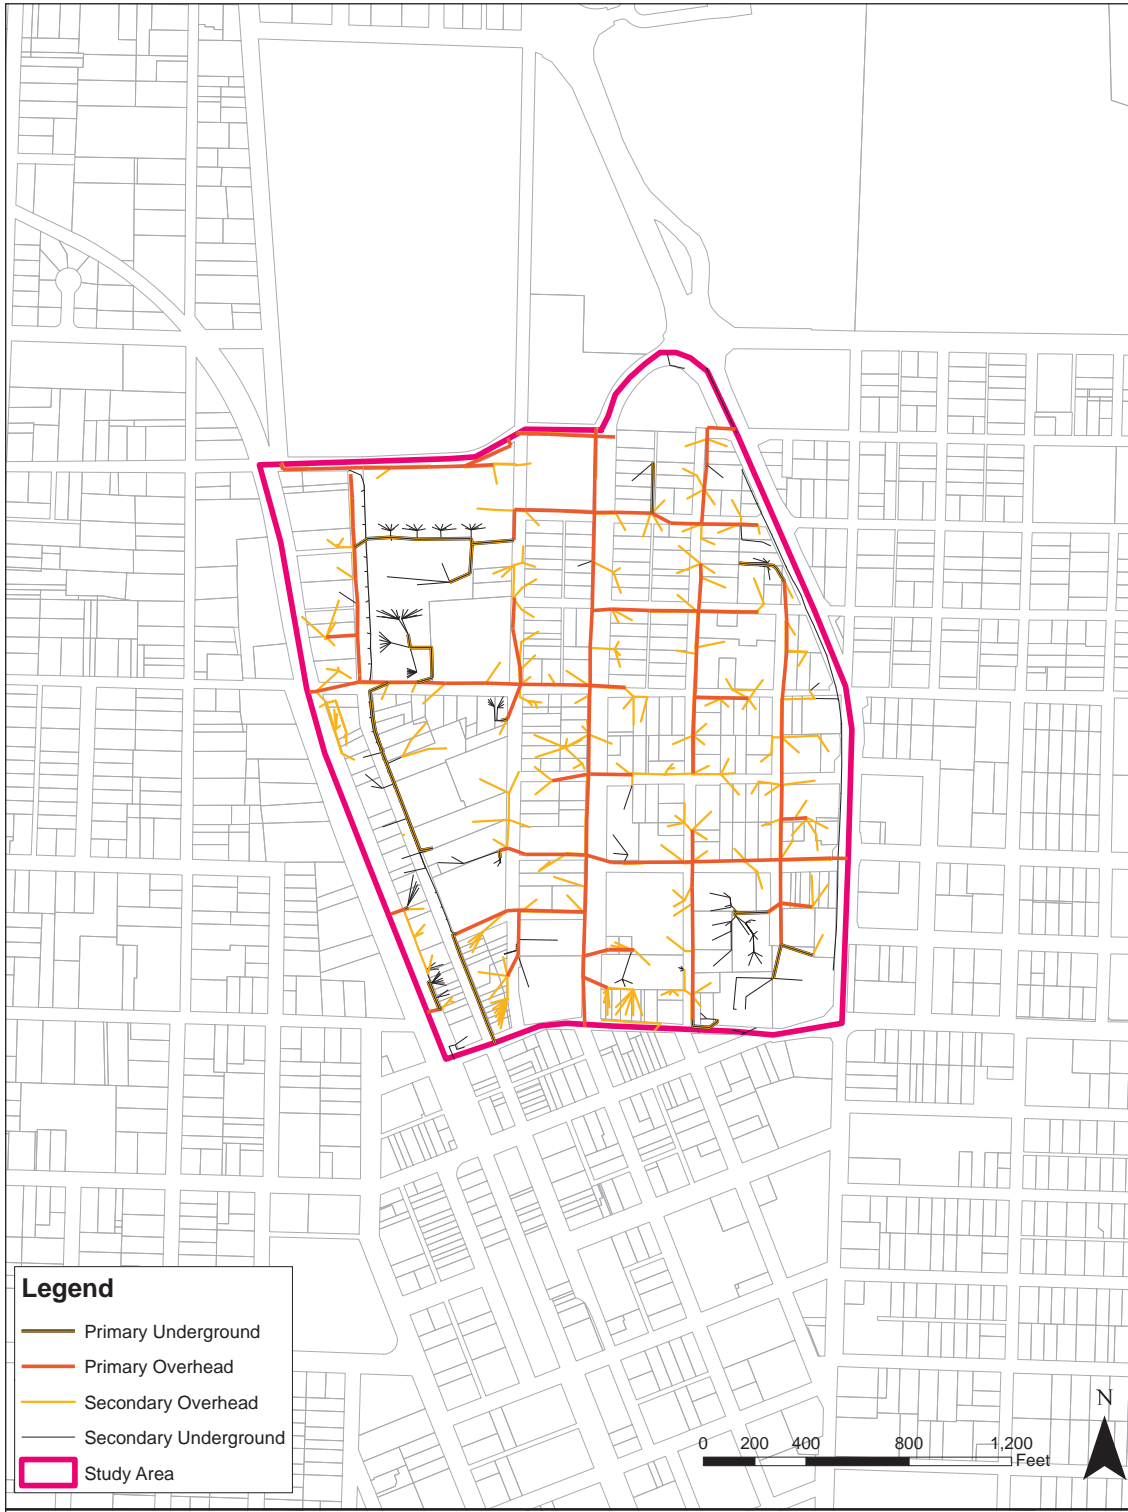 Legend
Primary Underground
Primary Overhead
Secondary Overhead
Secondary Underground
Study Area
N
0 200 400 800 1,200
Feet